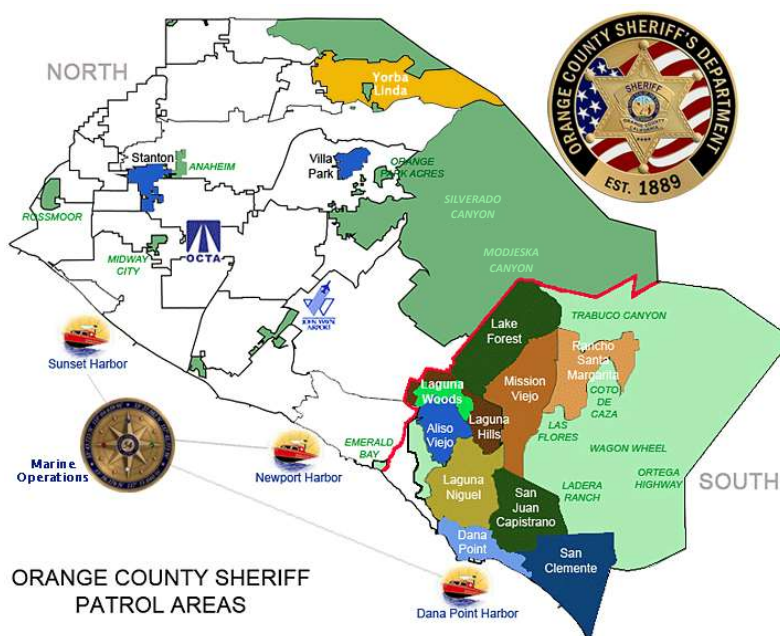 NORTH
Yorba
Linda
ORANGE COUNTY SHERIFF'S DEPARTMENT
EST. 1889
Stanton
ANAHEIM
Villa
Park
ORANGE
PARK ACRES
ROSSMOOR
SILVERADO
CANYON
MIDWAY
CITY
OCTA
MODJESKA
CANYON
JOHN WAYNE
AIRPORT
TRABUCO CANYON
Lake
Forest
Sunset Harbor
Rancho
Santa
Margarita
Laguna
Woods
Mission
Viejo
COTO
DE
CAZA
Laguna
Hills
LAS
FLORES
Aliso
Viejo
EMERALD
BAY
WAGON WHEEL
Marine
Operations
Newport Harbor
ORTEGA
HIGHWAY
SOUTH
Laguna
Niguel
LADERA
RANCH
San
Juan
Capistrano
Dana
Point
San
Clemente
ORANGE COUNTY SHERIFF
PATROL AREAS
Dana Point Harbor